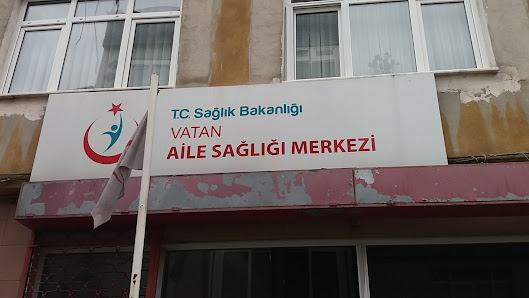 T.C. Sağlık Bakanlığı
VATAN
AİLE SAĞLIĞI MERKEZİ